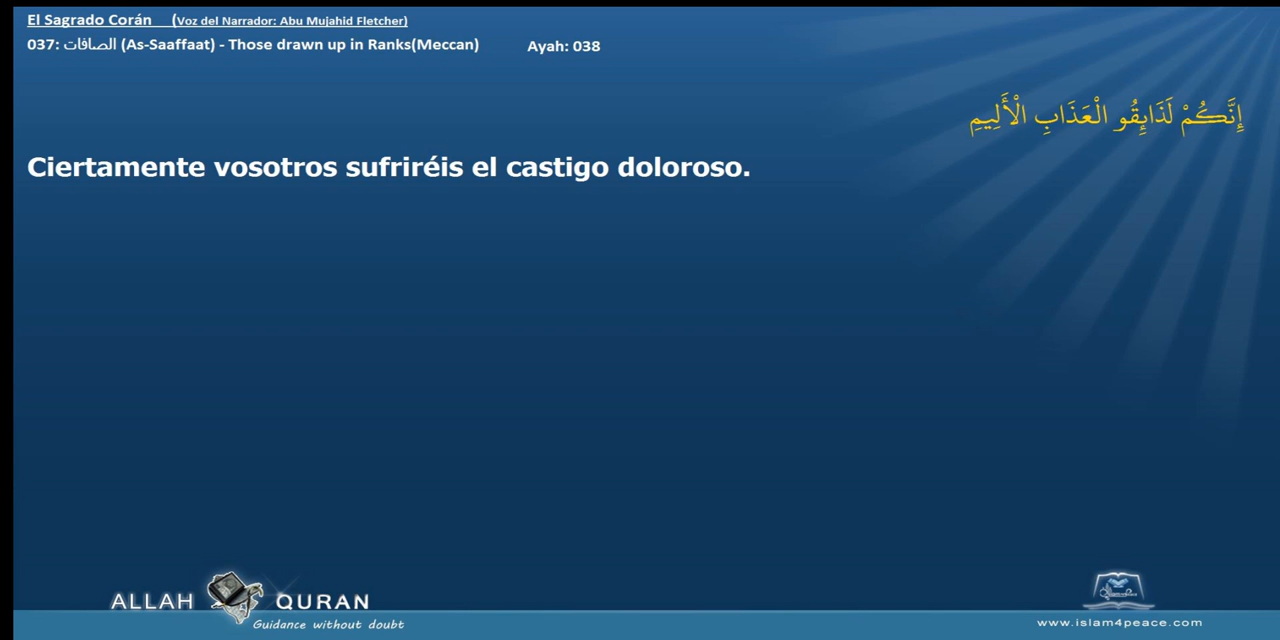 El Sagrado Corán (Voz del Narrador: Abu Mujahid Fletcher)
037: الصافات (As-Saaffaat) - Those drawn up in Ranks(Meccan) Ayah: 038
إِنَّكُمْ لَذَائِقُو الْعَذَابِ الْأَلِيمِ
Ciertamente vosotros sufriréis el castigo doloroso.
ALLAH QURAN
Guidance without doubt
www.islam4peace.com